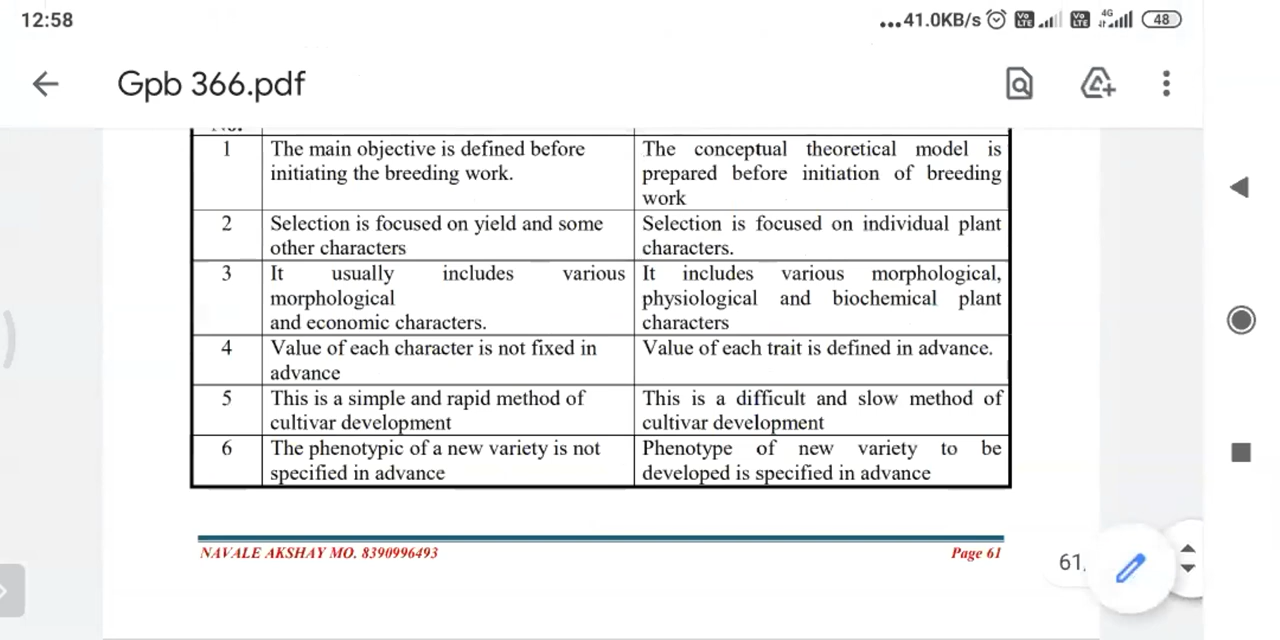 12:58
...41.0KB/s Vo LTE Vo LTE 4G 48
Gpb 366.pdf
No.
1 The main objective is defined before
initiating the breeding work.
The conceptual theoretical model is
prepared before initiation of breeding
work
2 Selection is focused on yield and some
other characters
Selection is focused on individual plant
characters.
3 It usually includes various
morphological
and economic characters.
It includes various morphological,
physiological and biochemical plant
characters
4 Value of each character is not fixed in
advance
Value of each trait is defined in advance.
5 This is a simple and rapid method of
cultivar development
This is a difficult and slow method of
cultivar development
6 The phenotypic of a new variety is not
specified in advance
Phenotype of new variety to be
developed is specified in advance
NAVALE AKSHAY MO. 8390996493
Page 61
61